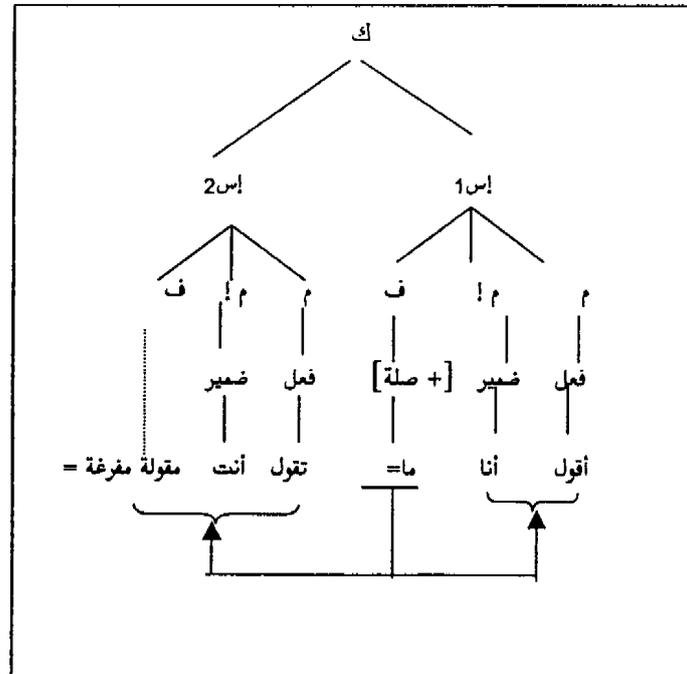 ك
إس1 إس2
م م إ ف م م إ ف
فعل ضمير [+ صلة] فعل ضمير
أقول أنا ما= تقول أنت مقولة مفرغة =